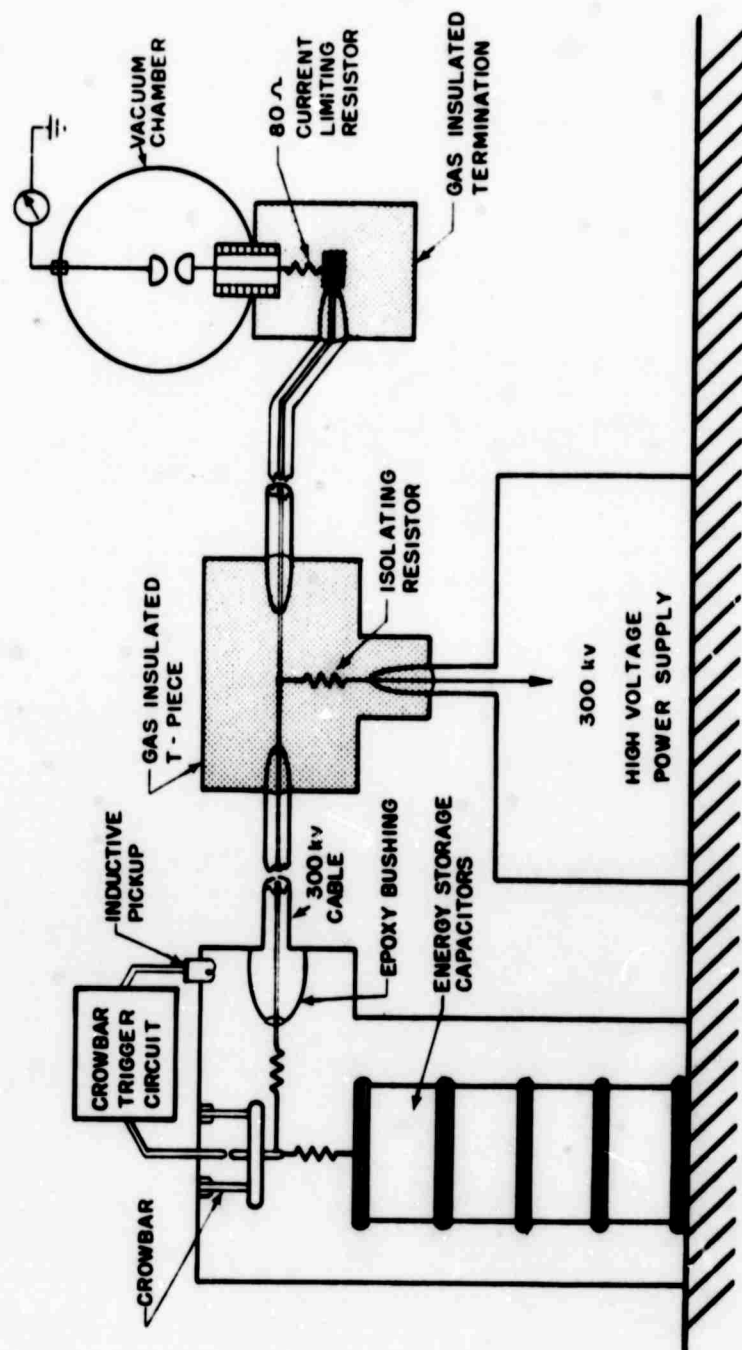 CROWBAR
CROWBAR
TRIGGER
CIRCUIT
INDUCTIVE
PICKUP
300 kv
CABLE
EPOXY BUSHING
ENERGY STORAGE
CAPACITORS
GAS INSULATED
T - PIECE
ISOLATING
RESISTOR
300 kv
HIGH VOLTAGE
POWER SUPPLY
VACUUM
CHAMBER
80 Ω
CURRENT
LIMITING
RESISTOR
GAS INSULATED
TERMINATION